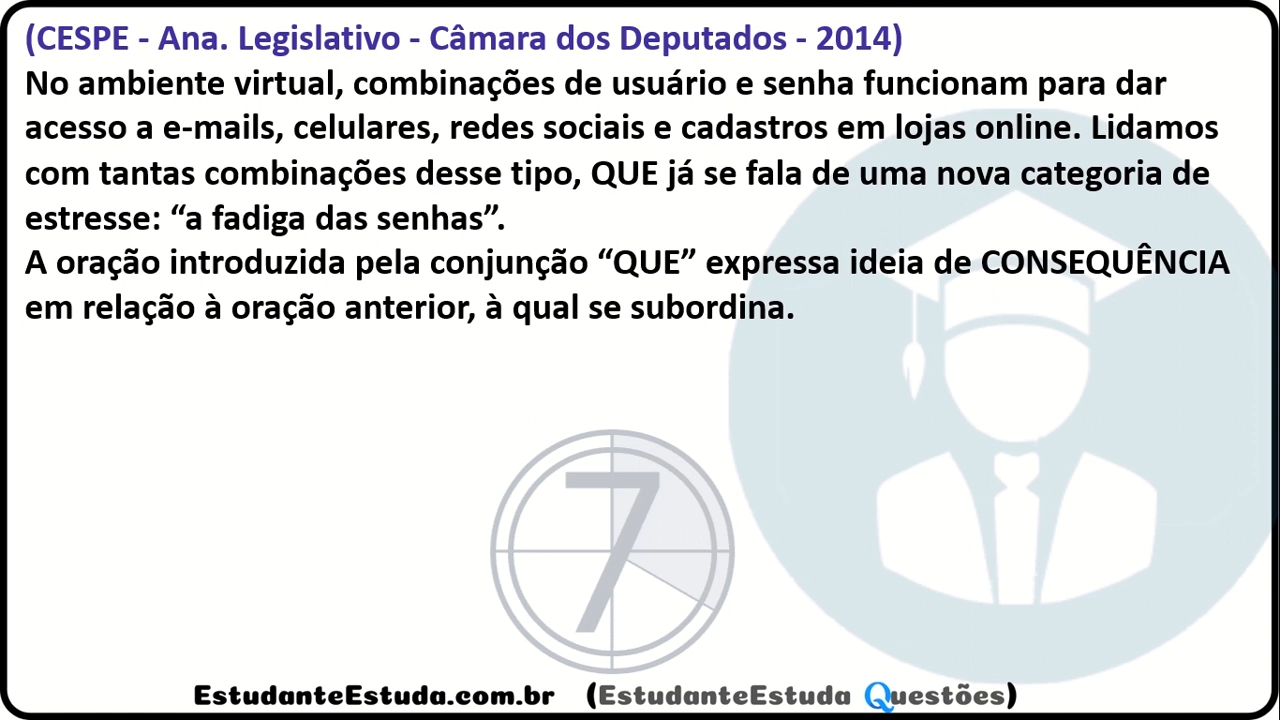 (CESPE - Ana. Legislativo - Câmara dos Deputados - 2014)
No ambiente virtual, combinações de usuário e senha funcionam para dar
acesso a e-mails, celulares, redes sociais e cadastros em lojas online. Lidamos
com tantas combinações desse tipo, QUE já se fala de uma nova categoria de
estresse: “a fadiga das senhas”.
A oração introduzida pela conjunção “QUE” expressa ideia de CONSEQUÊNCIA
em relação à oração anterior, à qual se subordina.
7
EstudanteEstuda.com.br (EstudanteEstuda Questões)